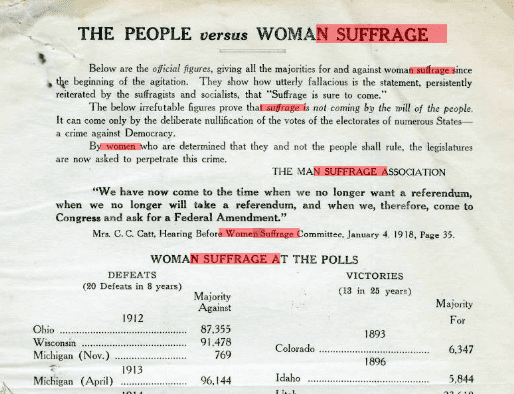 THE PEOPLE versus WOMAN SUFFRAGE
Below are the official figures, giving all the majorities for and against woman suffrage since
the beginning of the agitation. They show how utterly fallacious is the statement, persistently
reiterated by the suffragists and socialists, that "Suffrage is sure to come."
The below irrefutable figures prove that suffrage is not coming by the will of the people.
It can come only by the deliberate nullification of the votes of the electorates of numerous States—
a crime against Democracy.
By women who are determined that they and not the people shall rule, the legislatures
are now asked to perpetrate this crime.
THE MAN SUFFRAGE ASSOCIATION
"We have now come to the time when we no longer want a referendum,
when we no longer will take a referendum, and when we, therefore, come to
Congress and ask for a Federal Amendment."
Mrs. C. C. Catt, Hearing Before Women Suffrage Committee, January 4. 1918, Page 35.
WOMAN SUFFRAGE AT THE POLLS
DEFEATS
(20 Defeats in 8 years)
Majority
Against
1912
Ohio 87,355
Wisconsin 91,478
Michigan (Nov.) 769
1913
Michigan (April) 96,144
1914
VICTORIES
(13 in 25 years)
Majority
For
1893
Colorado 6,347
1896
Idaho 5,844
Utah